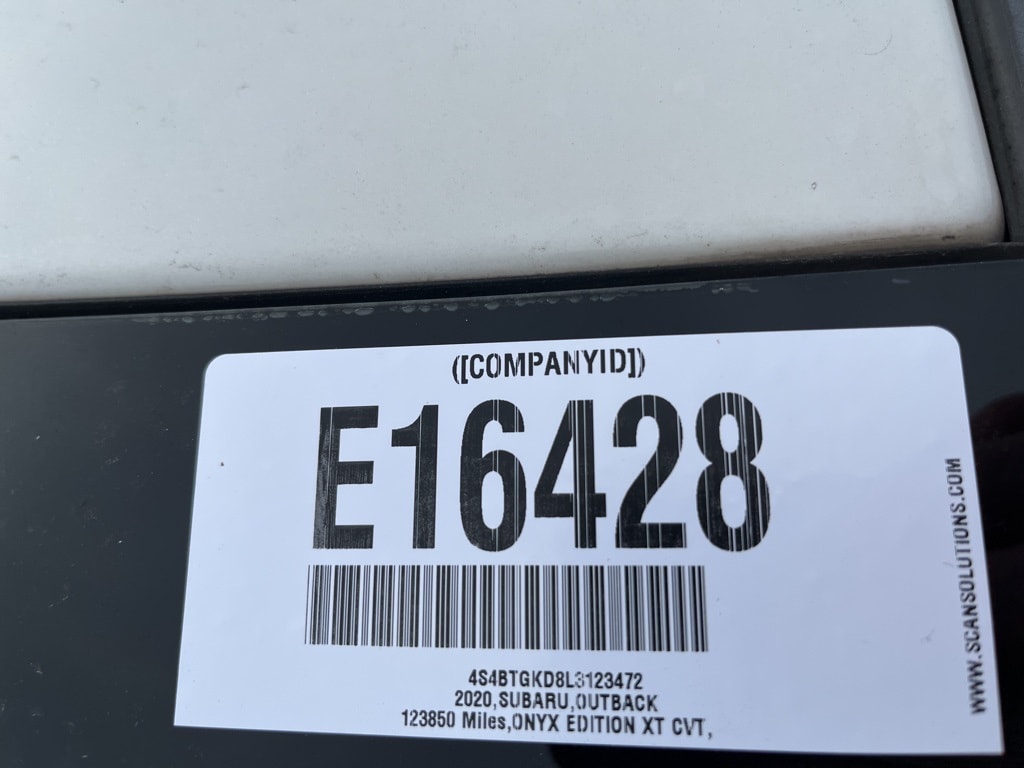 ([COMPANYID])
E16428
4S4BTGKD8L3123472
2020,SUBARU,OUTBACK
123850 Miles,ONYX EDITION XT CVT,
WWW.SCANSOLUTIONS.COM